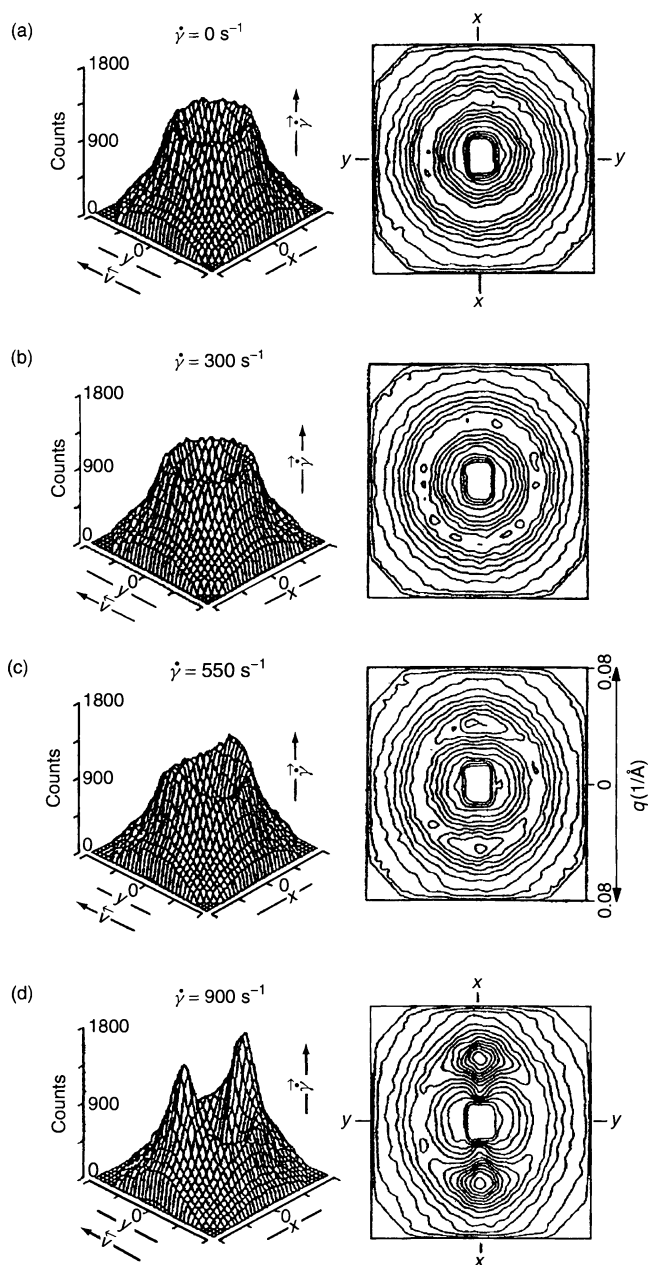 (a)
γ̇ = 0 s⁻¹
1800
900
0
Counts
y
0
0
x
v⃗
γ̇⃗
x
y
y
x
(b)
γ̇ = 300 s⁻¹
1800
900
0
Counts
y
0
0
x
v⃗
γ̇⃗
(c)
γ̇ = 550 s⁻¹
1800
900
0
Counts
y
0
0
x
v⃗
γ̇⃗
0.08
0
0.08
q (1/Å)
(d)
γ̇ = 900 s⁻¹
1800
900
0
Counts
y
0
0
x
v⃗
γ̇⃗
x
y
y
x